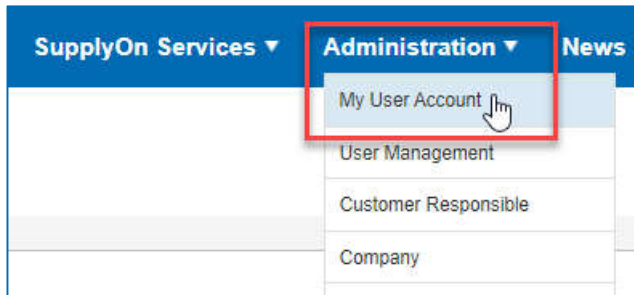 SupplyOn Services ▼ Administration ▼ News
My User Account
User Management
Customer Responsible
Company